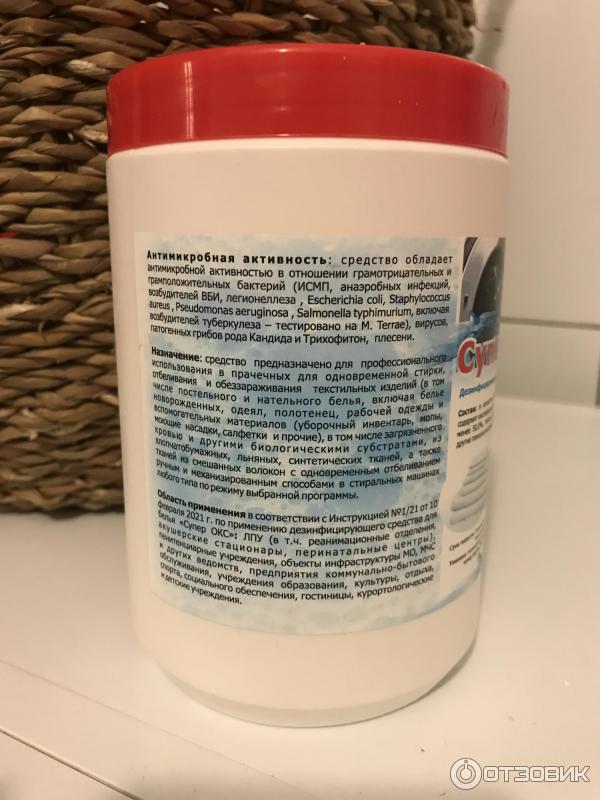 Антимикробная активность: средство обладает
антимикробной активностью в отношении грамотрицательных и
грамположительных бактерий (ИСМП, анаэробных инфекций,
возбудителей ВБИ, легионеллеза , Escherichia coli, Staphylococcus
aureus , Pseudomonas aeruginosa , Salmonella typhimurium, включая
возбудителей туберкулеза – тестировано на M. Terrae), вирусов,
патогенных грибов рода Кандида и Трихофитон, плесени.
Назначение: средство предназначено для профессионального
использования в прачечных для одновременной стирки,
отбеливания и обеззараживания текстильных изделий (в том
числе постельного и нательного белья, включая белье
новорожденных, одеял, полотенец, рабочей одежды и
вспомогательных материалов (уборочный инвентарь, мопы,
моющие насадки, салфетки и прочие), в том числе загрязненного
кровью и другими биологическими субстратами, из
хлопчатобумажных, льняных, синтетических тканей, а также
тканей из смешанных волокон с одновременным отбеливанием
ручным и механизированным способами в стиральных машинах
любого типа по режиму выбранной программы.
Область применения в соответствии с Инструкцией №1/21 от 10
февраля 2021 г. по применению дезинфицирующего средства для
белья «Супер ОКС»: ЛПУ (в т.ч. реанимационные отделения,
акушерские стационары, перинатальные центры),
пенитенциарные учреждения, объекты инфраструктуры МО, МЧС
и других ведомств, предприятия коммунально-бытового
обслуживания, учреждения образования, культуры, отдыха,
спорта, социального обеспечения, гостиницы, курортологические
и детские учреждения.
Состав:
ОТЗОВИК